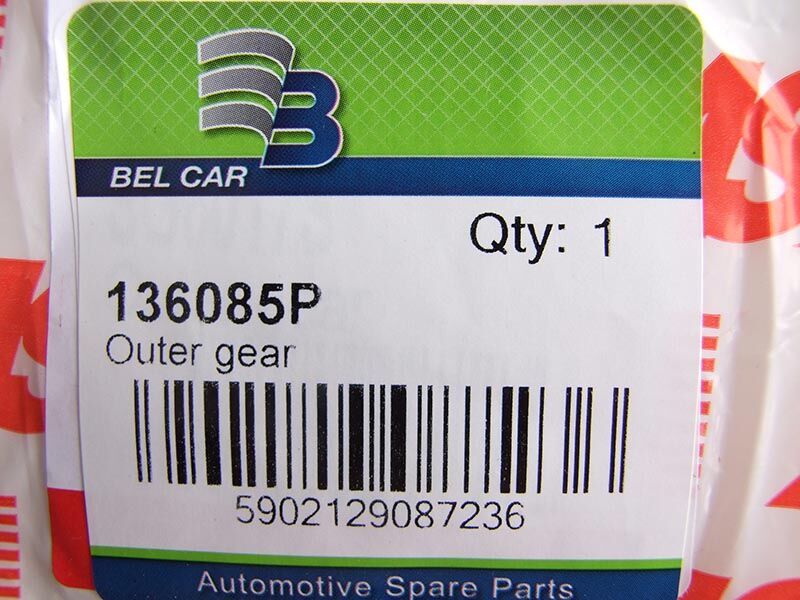 B
BEL CAR
Qty: 1
136085P
Outer gear
5902129087236
Automotive Spare Parts